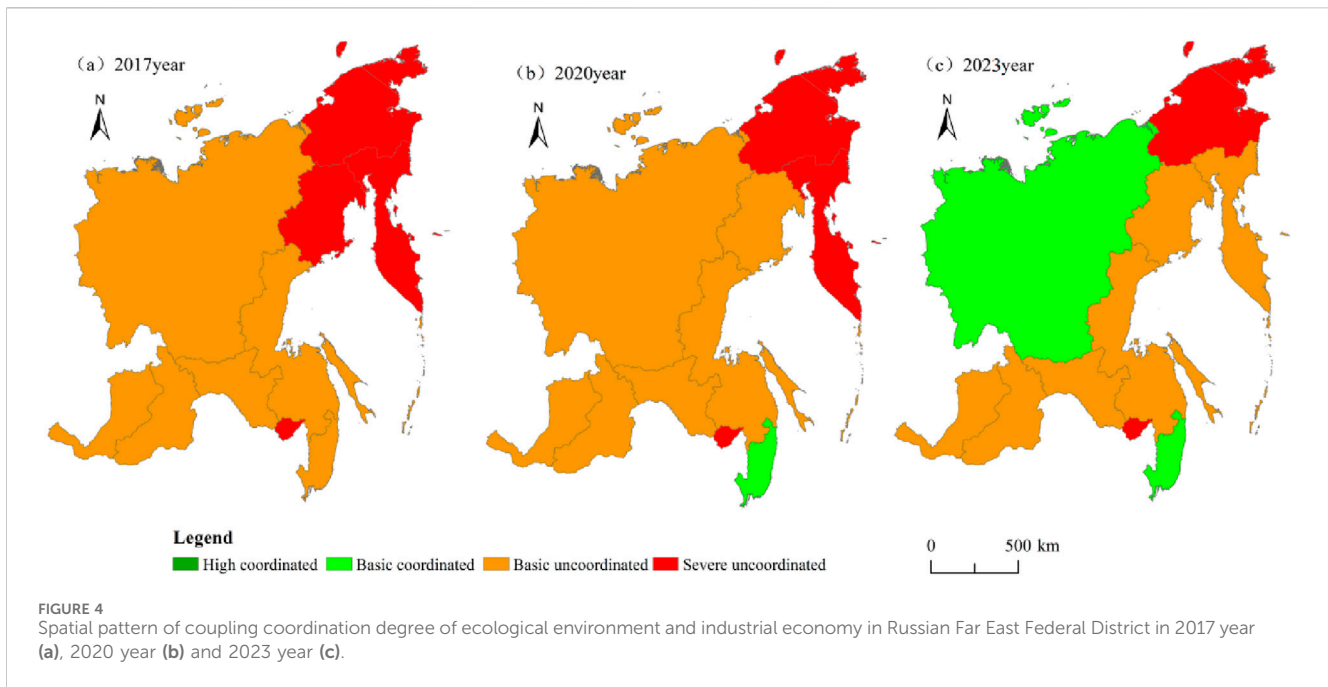 （a）2017year
（b）2020year
（c）2023year
N
N
N
Legend
High coordinated
Basic coordinated
Basic uncoordinated
Severe uncoordinated
0 500 km
FIGURE 4
Spatial pattern of coupling coordination degree of ecological environment and industrial economy in Russian Far East Federal District in 2017 year
(a), 2020 year (b) and 2023 year (c).